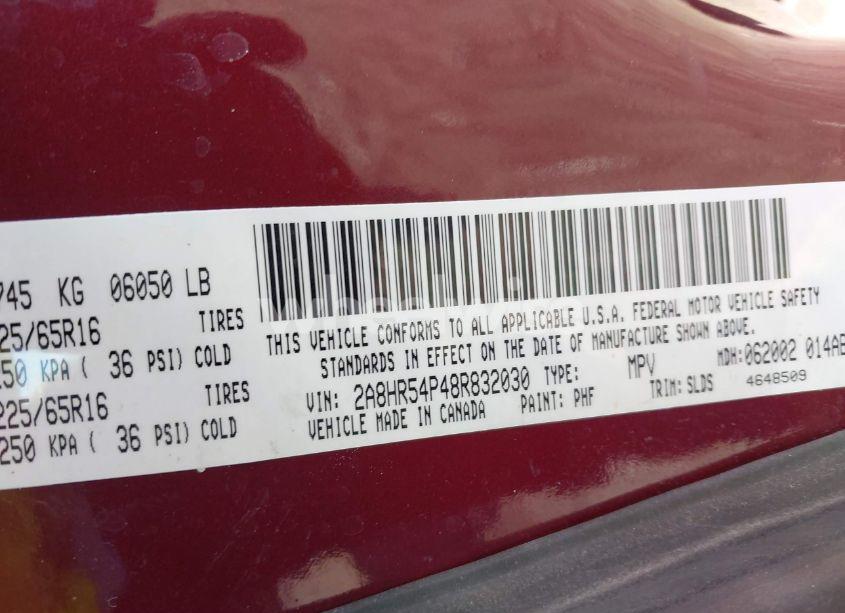 745 KG 06050 LB
25/65R16 TIRES
250 KPA ( 36 PSI) COLD
225/65R16 TIRES
250 KPA ( 36 PSI) COLD
THIS VEHICLE CONFORMS TO ALL APPLICABLE U.S.A. FEDERAL MOTOR VEHICLE SAFETY
STANDARDS IN EFFECT ON THE DATE OF MANUFACTURE SHOWN ABOVE.
VIN: 2A8HR54P48R832030 TYPE: MPV MDH:062002 014AB
VEHICLE MADE IN CANADA PAINT: PHF TRIM: SLDS 4648509